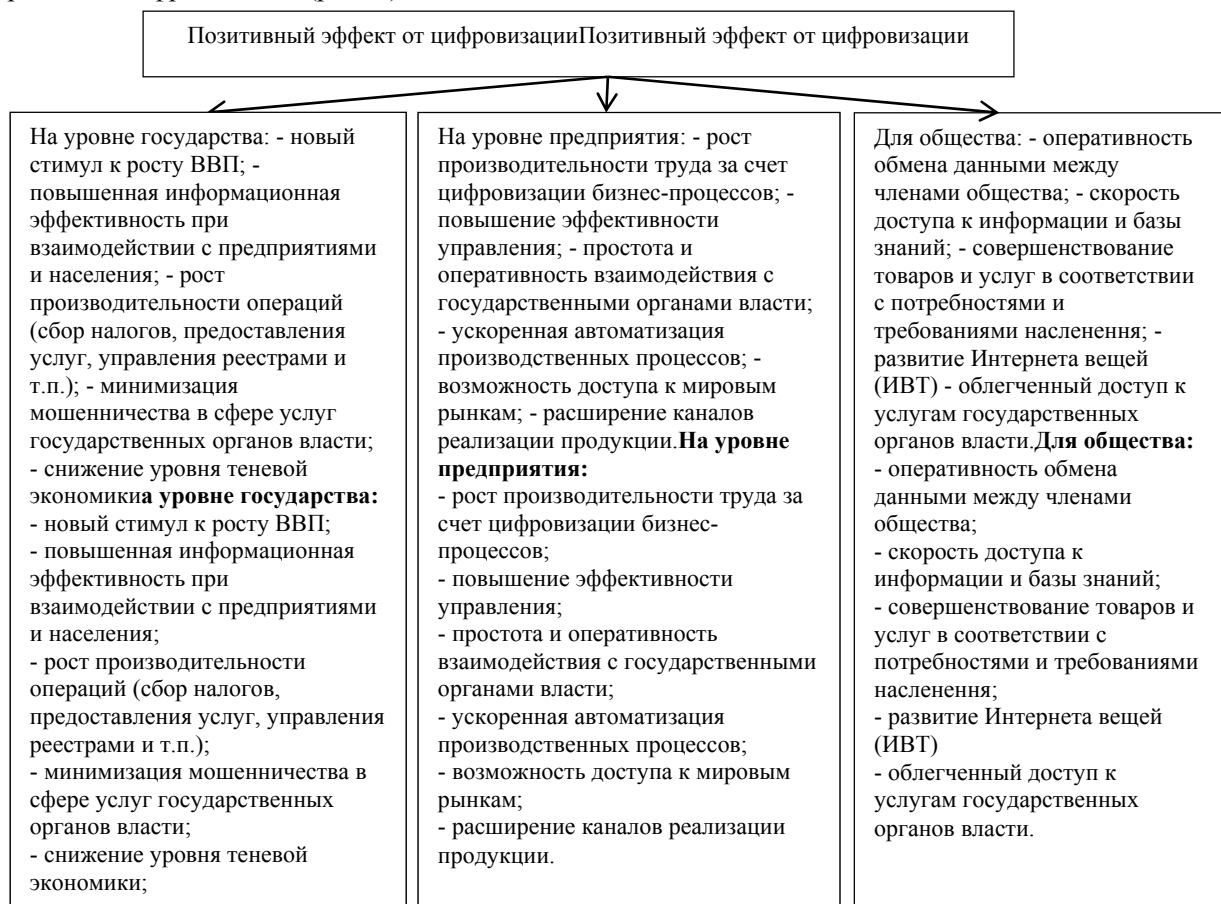 Позитивный эффект от цифровизацииПозитивный эффект от цифровизации
На уровне государства: - новый
стимул к росту ВВП; -
повышенная информационная
эффективность при
взаимодействии с предприятиями
и населения; - рост
производительности операций
(сбор налогов, предоставления
услуг, управления реестрами и
т.п.); - минимизация
мошенничества в сфере услуг
государственных органов власти;
- снижение уровня теневой
экономикиа уровне государства:
- новый стимул к росту ВВП;
- повышенная информационная
эффективность при
взаимодействии с предприятиями
и населения;
- рост производительности
операций (сбор налогов,
предоставления услуг, управления
реестрами и т.п.);
- минимизация мошенничества в
сфере услуг государственных
органов власти;
- снижение уровня теневой
экономики;
На уровне предприятия: - рост
производительности труда за счет
цифровизации бизнес-процессов; -
повышение эффективности
управления; - простота и
оперативность взаимодействия с
государственными органами власти;
- ускоренная автоматизация
производственных процессов; -
возможность доступа к мировым
рынкам; - расширение каналов
реализации продукции.На уровне
предприятия:
- рост производительности труда за
счет цифровизации бизнес-
процессов;
- повышение эффективности
управления;
- простота и оперативность
взаимодействия с государственными
органами власти;
- ускоренная автоматизация
производственных процессов;
- возможность доступа к мировым
рынкам;
- расширение каналов реализации
продукции.
Для общества: - оперативность
обмена данными между
членами общества; - скорость
доступа к информации и базы
знаний; - совершенствование
товаров и услуг в соответствии
с потребностями и
требованиями насленення; -
развитие Интернета вещей
(ИВТ) - облегченный доступ к
услугам государственных
органов власти.Для общества:
- оперативность обмена
данными между членами
общества;
- скорость доступа к
информации и базы знаний;
- совершенствование товаров и
услуг в соответствии с
потребностями и требованиями
насленення;
- развитие Интернета вещей
(ИВТ)
- облегченный доступ к
услугам государственных
органов власти.